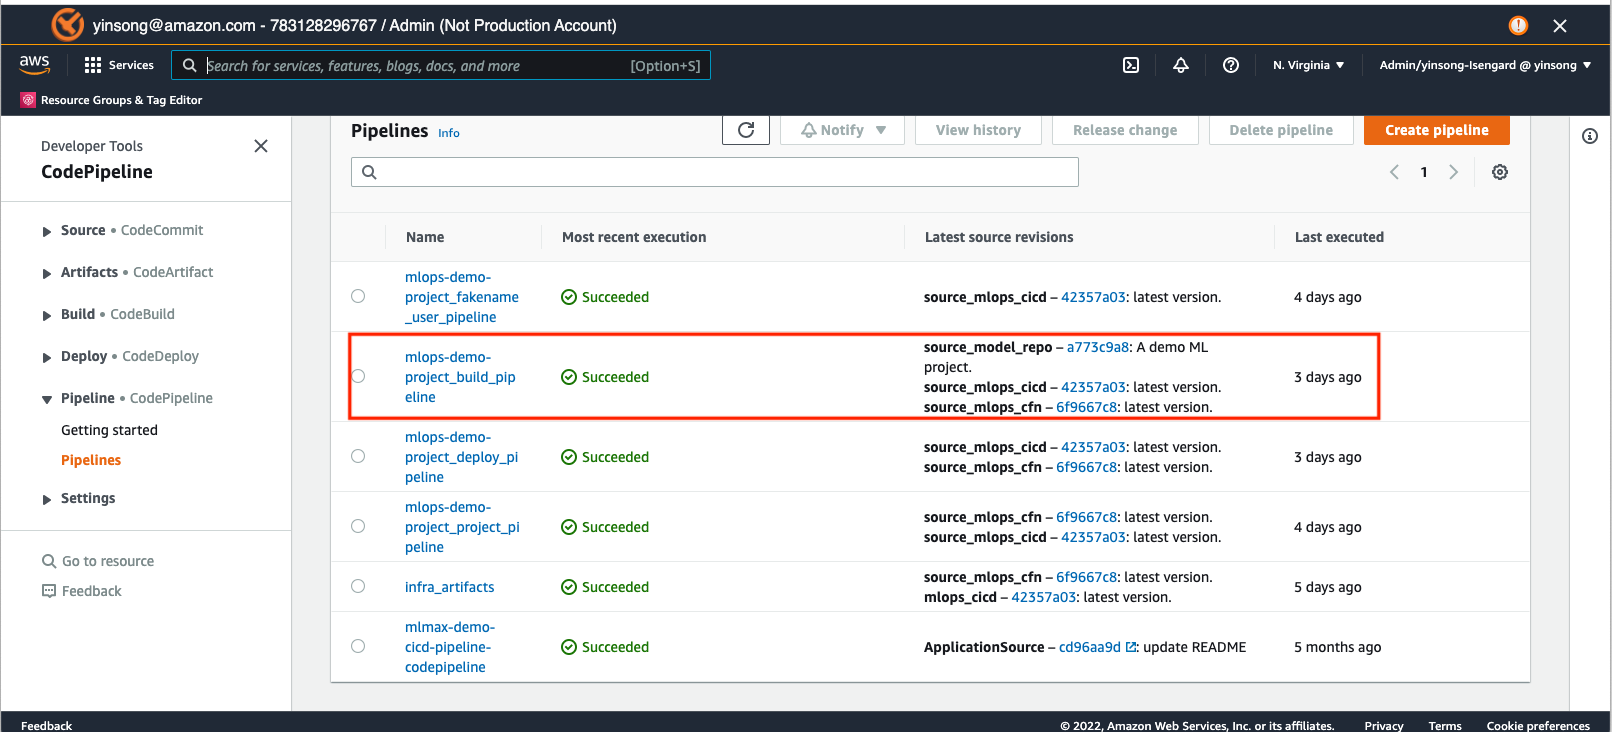 yinsong@amazon.com - 783128296767 / Admin (Not Production Account)
aws
Services
Search for services, features, blogs, docs, and more [Option+S]
N. Virginia ▼
Admin/yinsong-Isengard @ yinsong ▼
Resource Groups & Tag Editor
Developer Tools
CodePipeline
Source • CodeCommit
Artifacts • CodeArtifact
Build • CodeBuild
Deploy • CodeDeploy
Pipeline • CodePipeline
Getting started
Pipelines
Settings
Go to resource
Feedback
Pipelines Info
Notify ▼
View history
Release change
Delete pipeline
Create pipeline
1
Name Most recent execution Latest source revisions Last executed
mlops-demo-
project_fakename
_user_pipeline
Succeeded
source_mlops_cicd – 42357a03: latest version.
4 days ago
mlops-demo-
project_build_pip
eline
Succeeded
source_model_repo – a773c9a8: A demo ML
project.
source_mlops_cicd – 42357a03: latest version.
source_mlops_cfn – 6f9667c8: latest version.
3 days ago
mlops-demo-
project_deploy_pi
peline
Succeeded
source_mlops_cicd – 42357a03: latest version.
source_mlops_cfn – 6f9667c8: latest version.
3 days ago
mlops-demo-
project_project_pi
peline
Succeeded
source_mlops_cfn – 6f9667c8: latest version.
source_mlops_cicd – 42357a03: latest version.
4 days ago
infra_artifacts
Succeeded
source_mlops_cfn – 6f9667c8: latest version.
mlops_cicd – 42357a03: latest version.
5 days ago
mlmax-demo-
cicd-pipeline-
codepipeline
Succeeded
ApplicationSource – cd96aa9d: update README
5 months ago
Feedback
© 2022, Amazon Web Services, Inc. or its affiliates.
Privacy
Terms
Cookie preferences